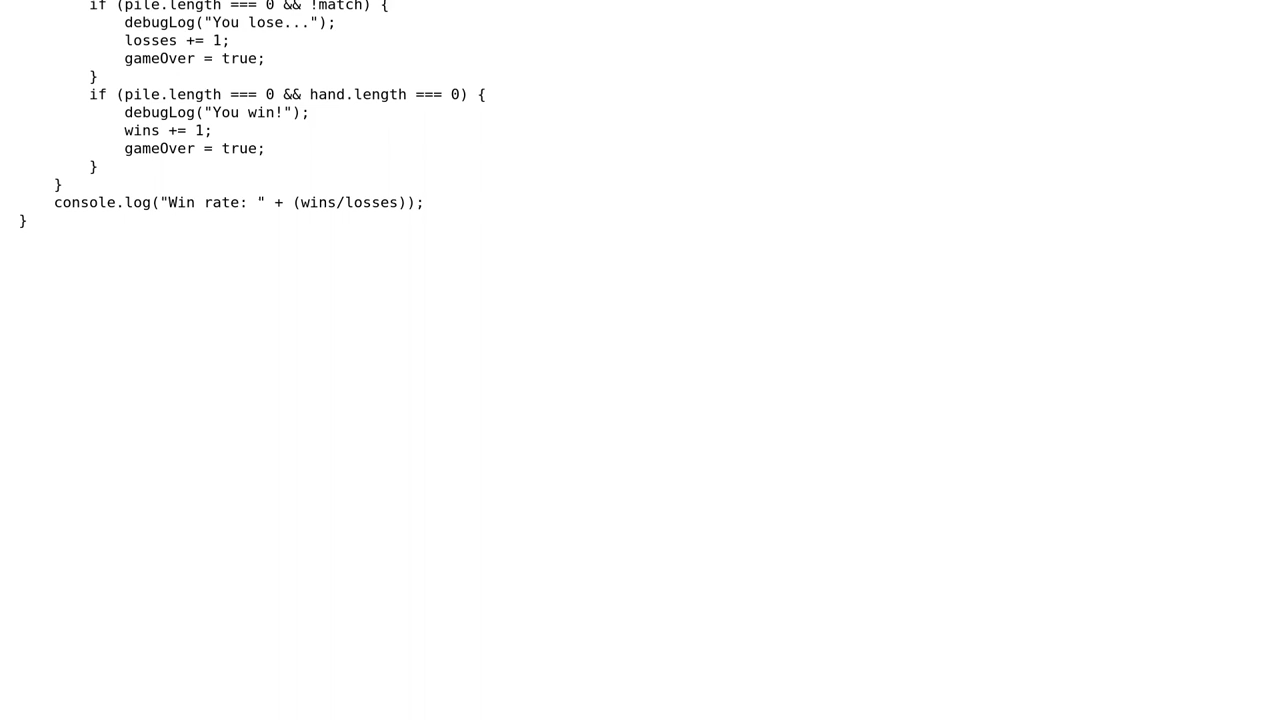 if (pile.length === 0 && !match) {
debugLog("You lose...");
losses += 1;
gameOver = true;
}
if (pile.length === 0 && hand.length === 0) {
debugLog("You win!");
wins += 1;
gameOver = true;
}
}
console.log("Win rate: " + (wins/losses));
}